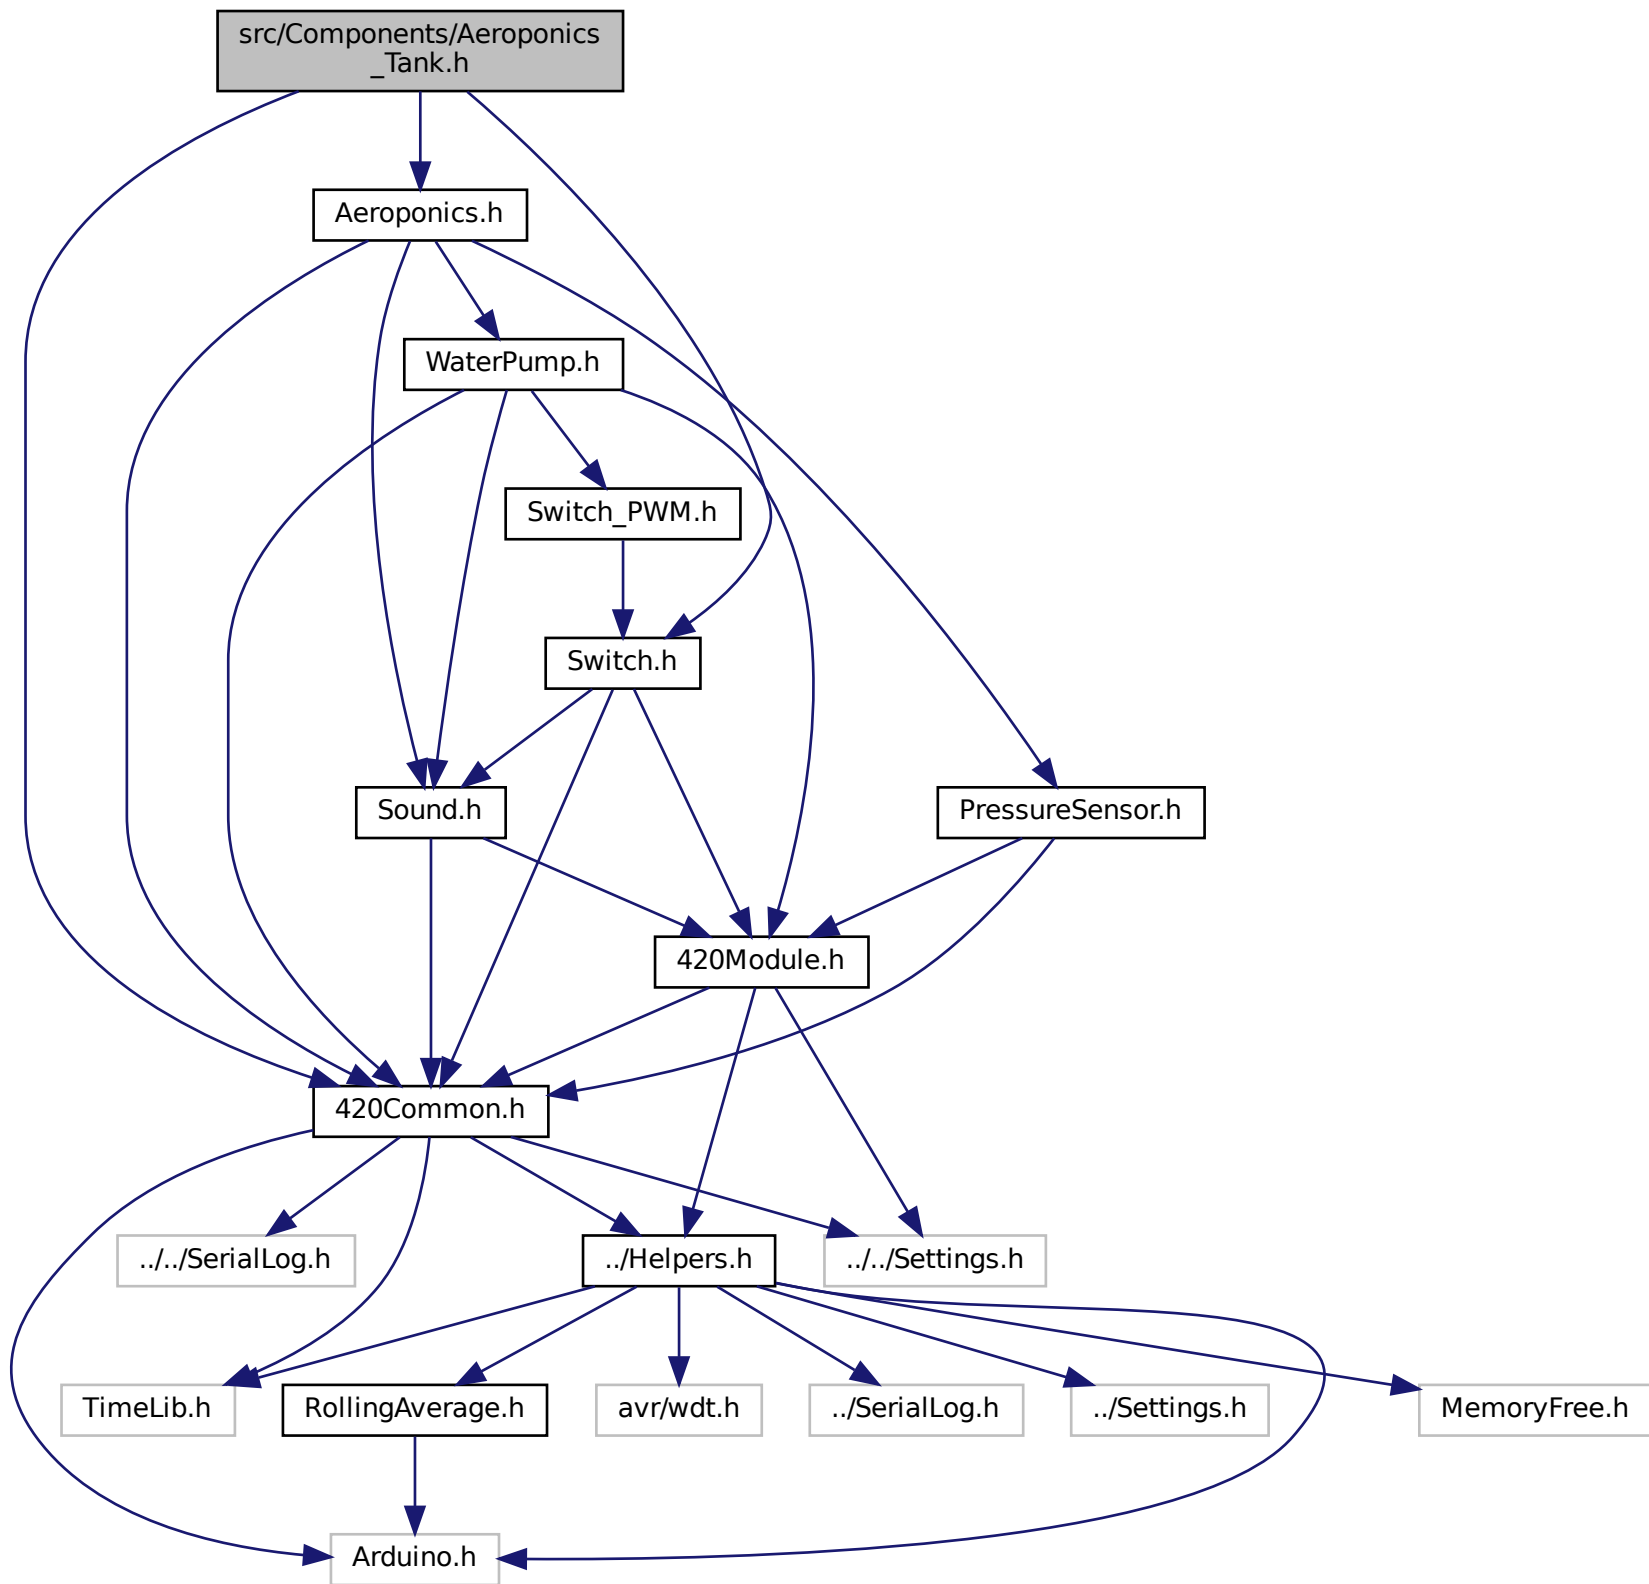 src/Components/Aeroponics
_Tank.h
Aeroponics.h
WaterPump.h
Switch_PWM.h
Switch.h
Sound.h
PressureSensor.h
420Module.h
420Common.h
../../SerialLog.h
../Helpers.h
../../Settings.h
TimeLib.h
RollingAverage.h
avr/wdt.h
../SerialLog.h
../Settings.h
MemoryFree.h
Arduino.h